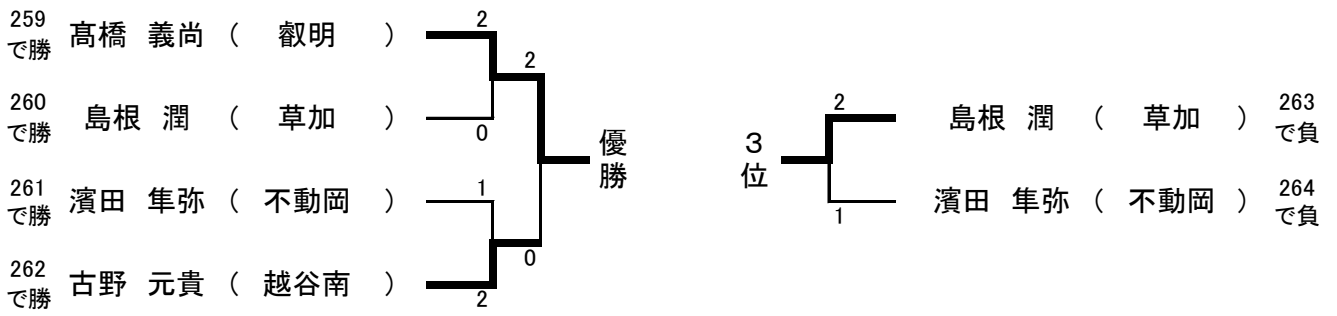 259
で勝
髙橋 義尚 ( 叡明 )
2
2
260
で勝
島根 潤 ( 草加 )
0
優勝
261
で勝
濱田 隼弥 ( 不動岡 )
1
0
262
で勝
古野 元貴 ( 越谷南 )
2
3位
2
島根 潤 ( 草加 )
263
で負
1
濱田 隼弥 ( 不動岡 )
264
で負